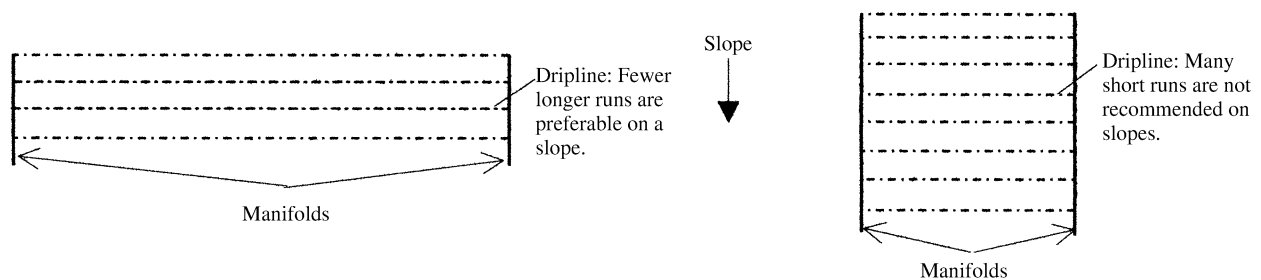 Dripline: Fewer
longer runs are
preferable on a
slope.
Manifolds
Slope
Dripline: Many
short runs are not
recommended on
slopes.
Manifolds